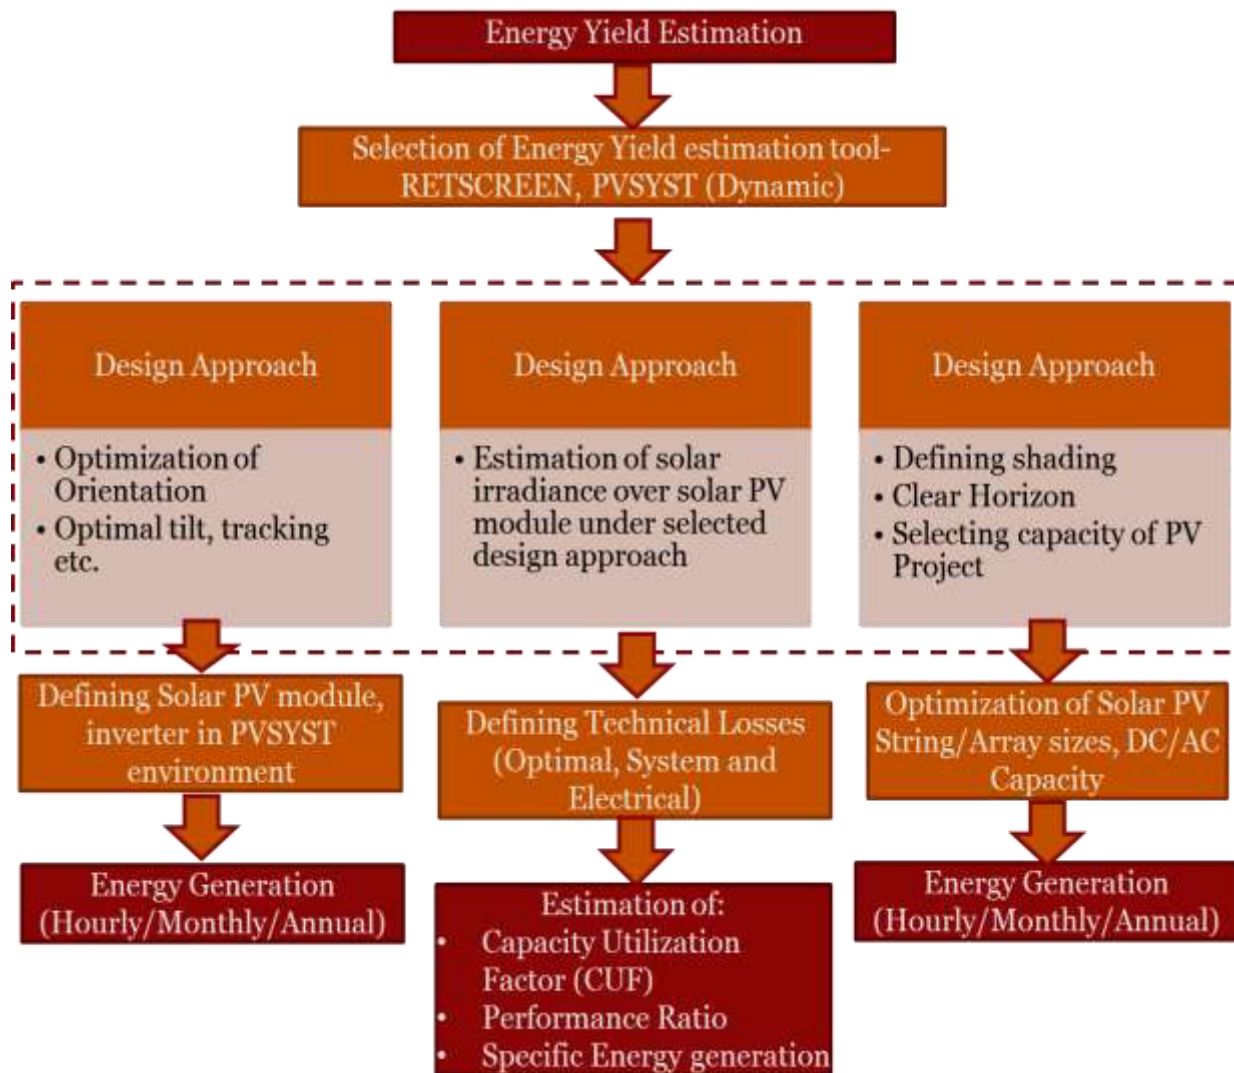 Energy Yield Estimation
Selection of Energy Yield estimation tool-
RETSCREEN, PVSYST (Dynamic)
Design Approach
• Optimization of
Orientation
• Optimal tilt, tracking
etc.
Design Approach
• Estimation of solar
irradiance over solar PV
module under selected
design approach
Design Approach
• Defining shading
• Clear Horizon
• Selecting capacity of PV
Project
Defining Solar PV module,
inverter in PVSYST
environment
Defining Technical Losses
(Optimal, System and
Electrical)
Optimization of Solar PV
String/Array sizes, DC/AC
Capacity
Energy Generation
(Hourly/Monthly/Annual)
Estimation of:
• Capacity Utilization
Factor (CUF)
• Performance Ratio
• Specific Energy generation
Energy Generation
(Hourly/Monthly/Annual)